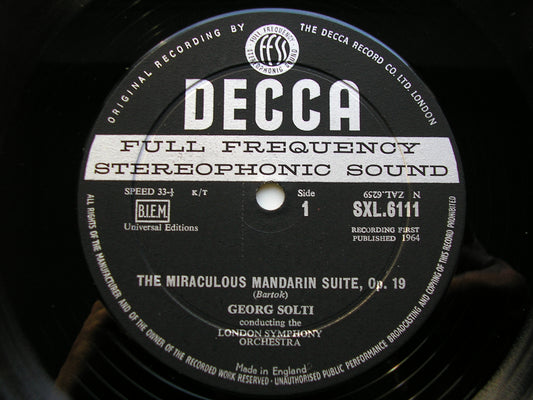 ORIGINAL RECORDING BY THE DECCA RECORD CO. LTD. LONDON
FULL FREQUENCY
FFSS
STEREOPHONIC SOUND
DECCA
FULL FREQUENCY
STEREOPHONIC SOUND
SPEED 33-⅓ K/T Side N ZAL.6259
B.I.E.M. 1 SXL.6111
Universal Editions RECORDING FIRST
PUBLISHED 1964
THE MIRACULOUS MANDARIN SUITE, Op. 19
(Bartok)
GEORG SOLTI
conducting the
LONDON SYMPHONY
ORCHESTRA
Made in England
ALL RIGHTS OF THE MANUFACTURER AND OF THE OWNER OF THE RECORDED WORK RESERVED · UNAUTHORISED PUBLIC PERFORMANCE BROADCASTING AND COPYING OF THIS RECORD PROHIBITED